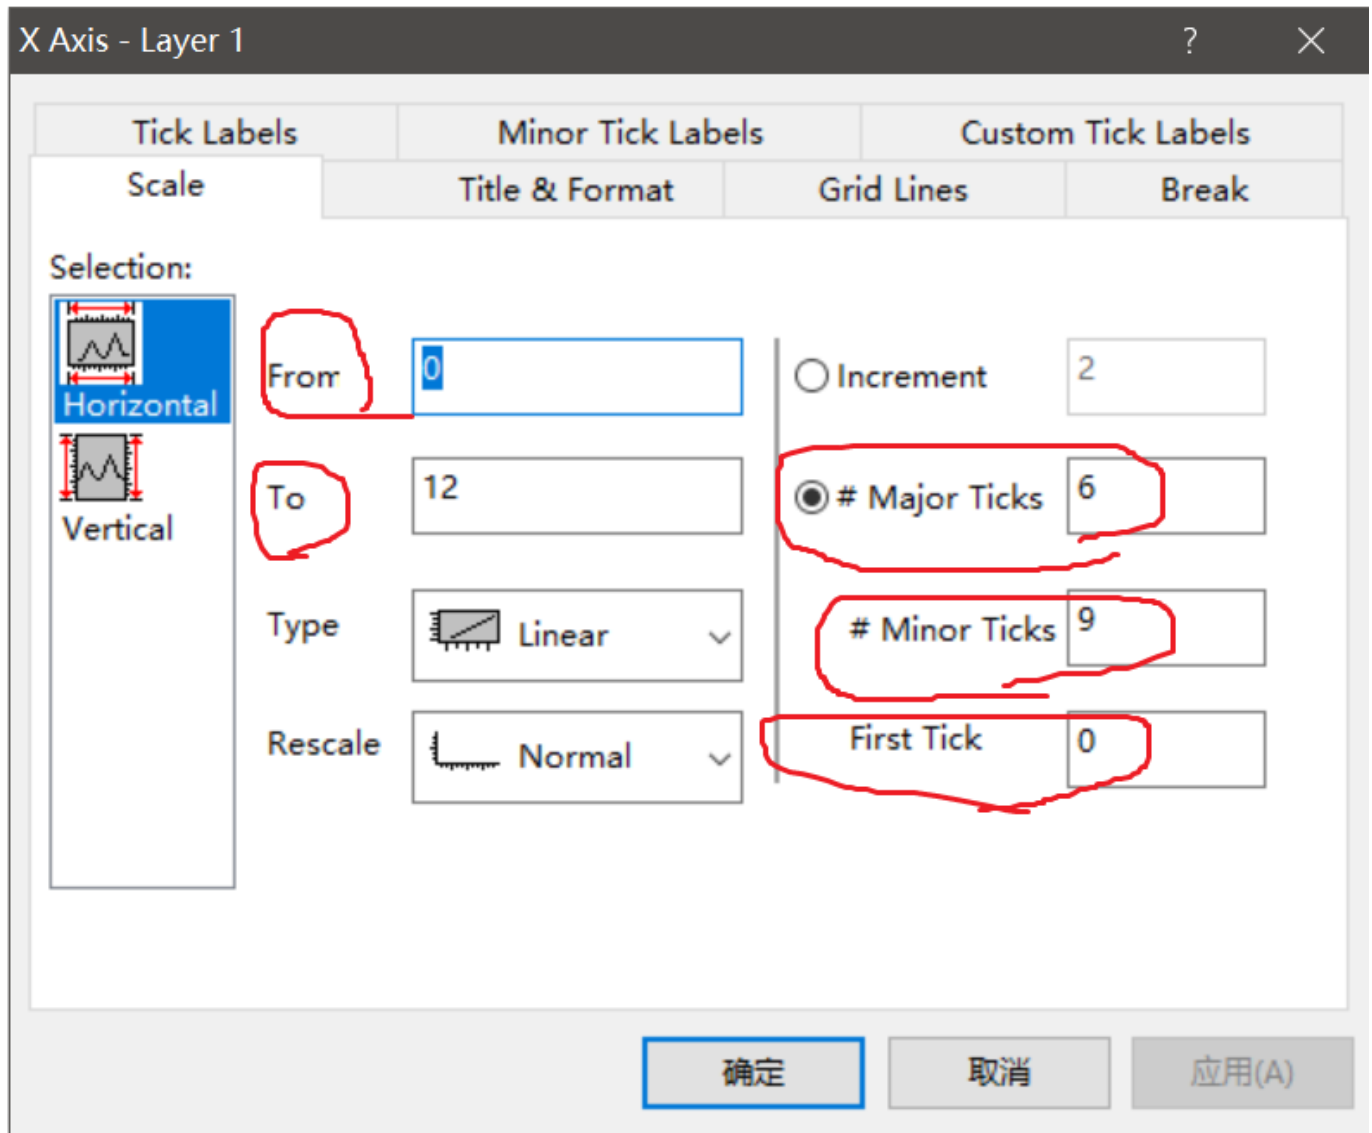 X Axis - Layer 1 ? ×
Tick Labels Minor Tick Labels Custom Tick Labels
Scale Title & Format Grid Lines Break
Selection:
Horizontal
Vertical
From 0
To 12
Type Linear
Rescale Normal
Increment 2
# Major Ticks 6
# Minor Ticks 9
First Tick 0
确定 取消 应用(A)